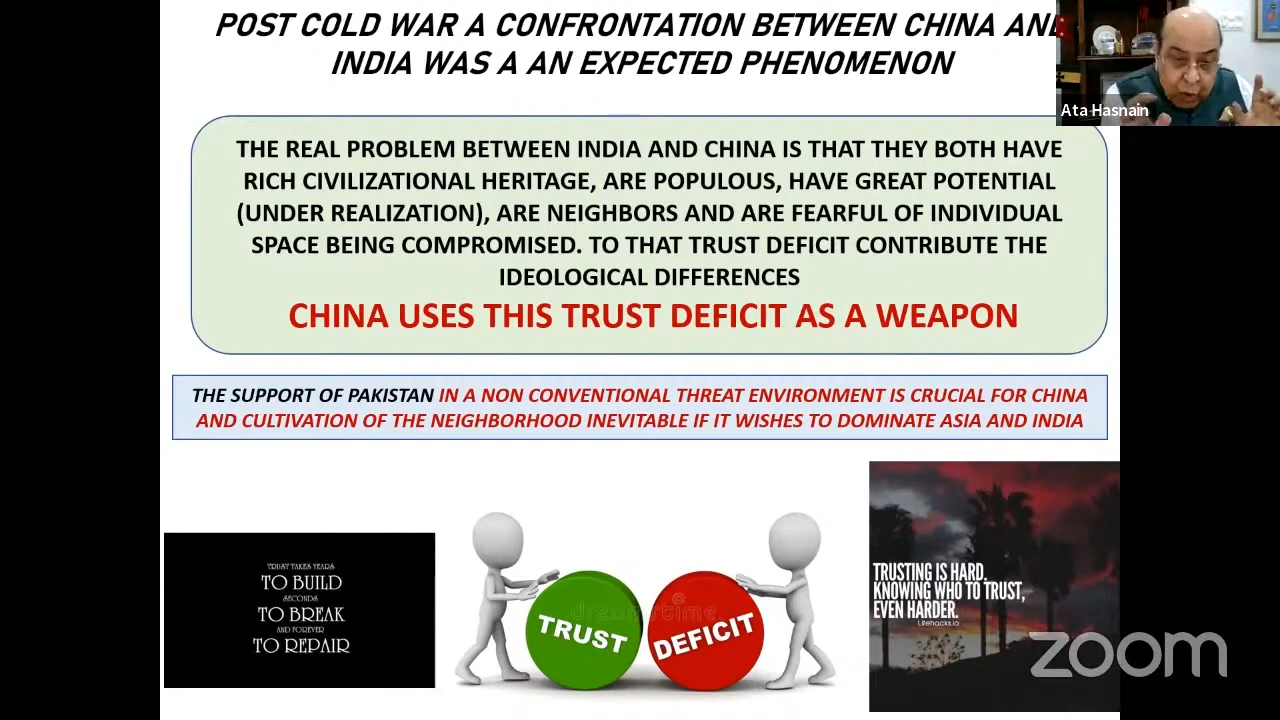 POST COLD WAR A CONFRONTATION BETWEEN CHINA AND
INDIA WAS A AN EXPECTED PHENOMENON
Ata Hasnain
THE REAL PROBLEM BETWEEN INDIA AND CHINA IS THAT THEY BOTH HAVE
RICH CIVILIZATIONAL HERITAGE, ARE POPULOUS, HAVE GREAT POTENTIAL
(UNDER REALIZATION), ARE NEIGHBORS AND ARE FEARFUL OF INDIVIDUAL
SPACE BEING COMPROMISED. TO THAT TRUST DEFICIT CONTRIBUTE THE
IDEOLOGICAL DIFFERENCES
CHINA USES THIS TRUST DEFICIT AS A WEAPON
THE SUPPORT OF PAKISTAN IN A NON CONVENTIONAL THREAT ENVIRONMENT IS CRUCIAL FOR CHINA
AND CULTIVATION OF THE NEIGHBORHOOD INEVITABLE IF IT WISHES TO DOMINATE ASIA AND INDIA
TRUST TAKES YEARS
TO BUILD
SECONDS
TO BREAK
AND FOREVER
TO REPAIR
dreamstime
TRUST
DEFICIT
TRUSTING IS HARD.
KNOWING WHO TO TRUST,
EVEN HARDER.
Lifehacks.io
zoom